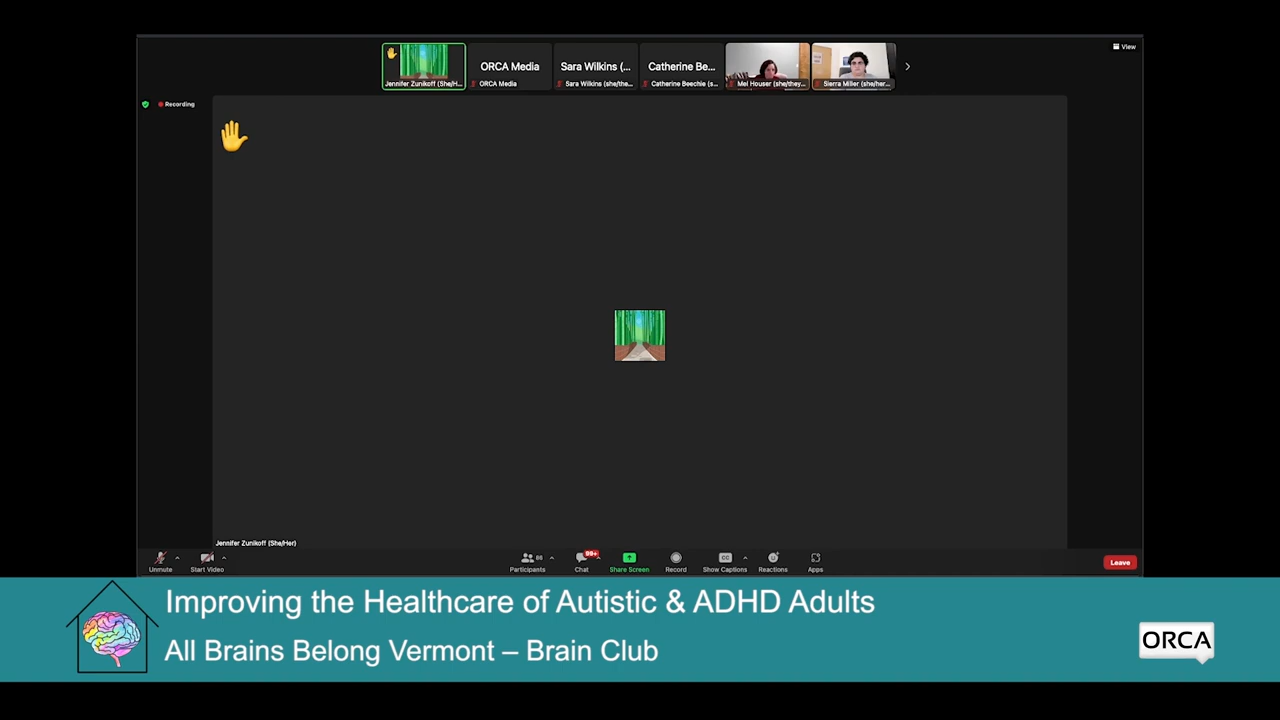 View
Jennifer Zunikoff (She/H...
ORCA Media
ORCA Media
Sara Wilkins (...
Sara Wilkins (she/the...
Catherine Be...
Catherine Beechie (s...
Mel Houser (she/they...
Sierra Miller (she/her...
Recording
Jennifer Zunikoff (She/Her)
Unmute
Start Video
86
Participants
99+
Chat
Share Screen
Record
CC
Show Captions
Reactions
Apps
Leave
Improving the Healthcare of Autistic & ADHD Adults
All Brains Belong Vermont – Brain Club
ORCA